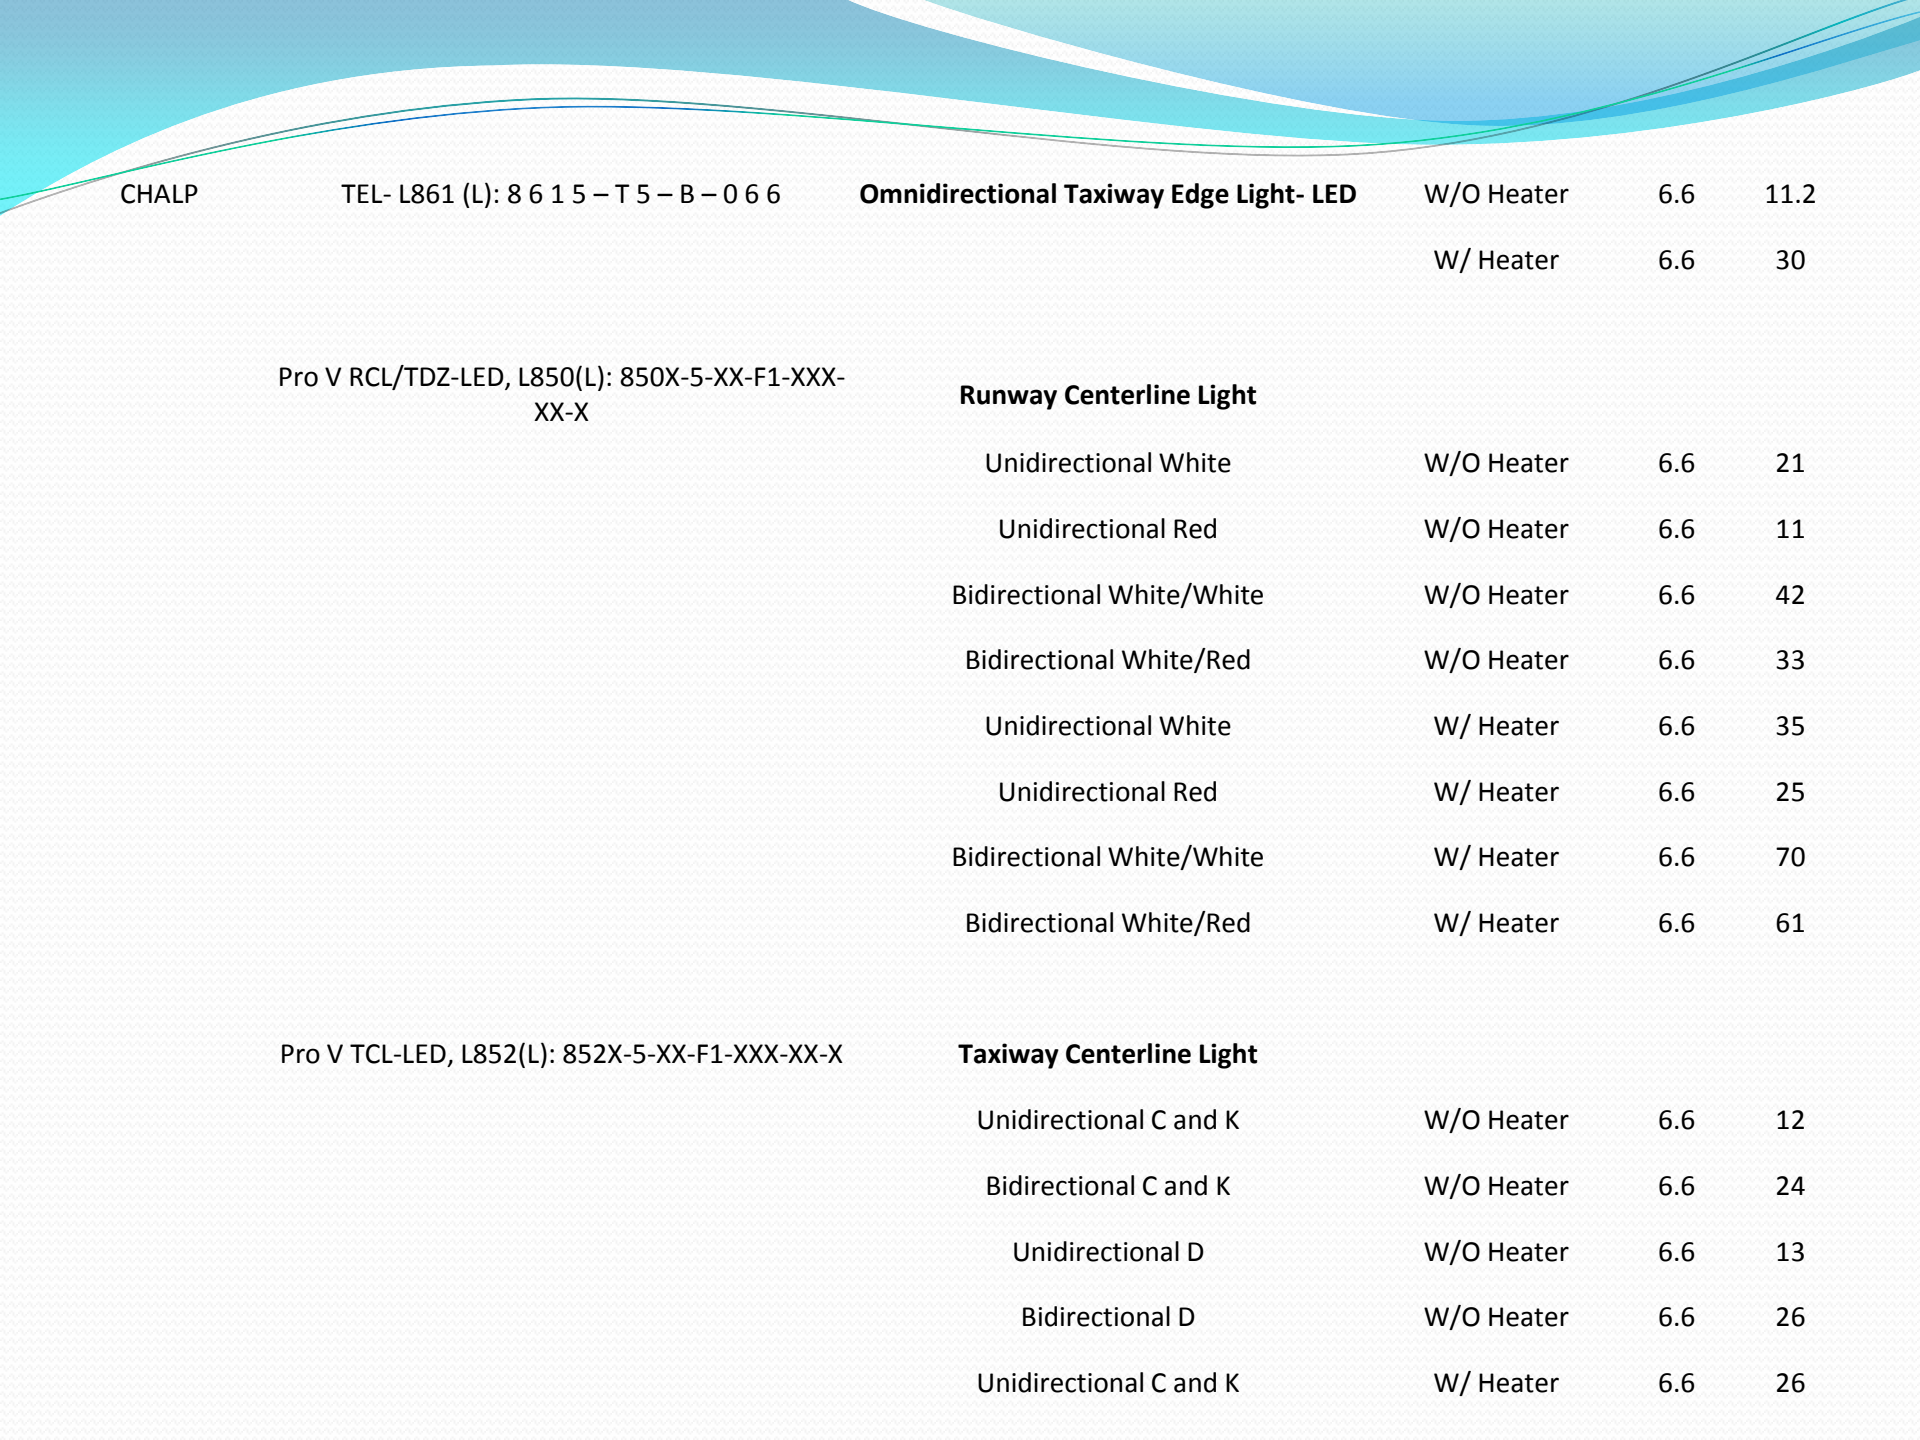 CHALP TEL- L861 (L): 8 6 1 5 – T 5 – B – 0 6 6 Omnidirectional Taxiway Edge Light- LED W/O Heater 6.6 11.2
W/ Heater 6.6 30
Pro V RCL/TDZ-LED, L850(L): 850X-5-XX-F1-XXX-
XX-X
Runway Centerline Light
Unidirectional White W/O Heater 6.6 21
Unidirectional Red W/O Heater 6.6 11
Bidirectional White/White W/O Heater 6.6 42
Bidirectional White/Red W/O Heater 6.6 33
Unidirectional White W/ Heater 6.6 35
Unidirectional Red W/ Heater 6.6 25
Bidirectional White/White W/ Heater 6.6 70
Bidirectional White/Red W/ Heater 6.6 61
Pro V TCL-LED, L852(L): 852X-5-XX-F1-XXX-XX-X Taxiway Centerline Light
Unidirectional C and K W/O Heater 6.6 12
Bidirectional C and K W/O Heater 6.6 24
Unidirectional D W/O Heater 6.6 13
Bidirectional D W/O Heater 6.6 26
Unidirectional C and K W/ Heater 6.6 26